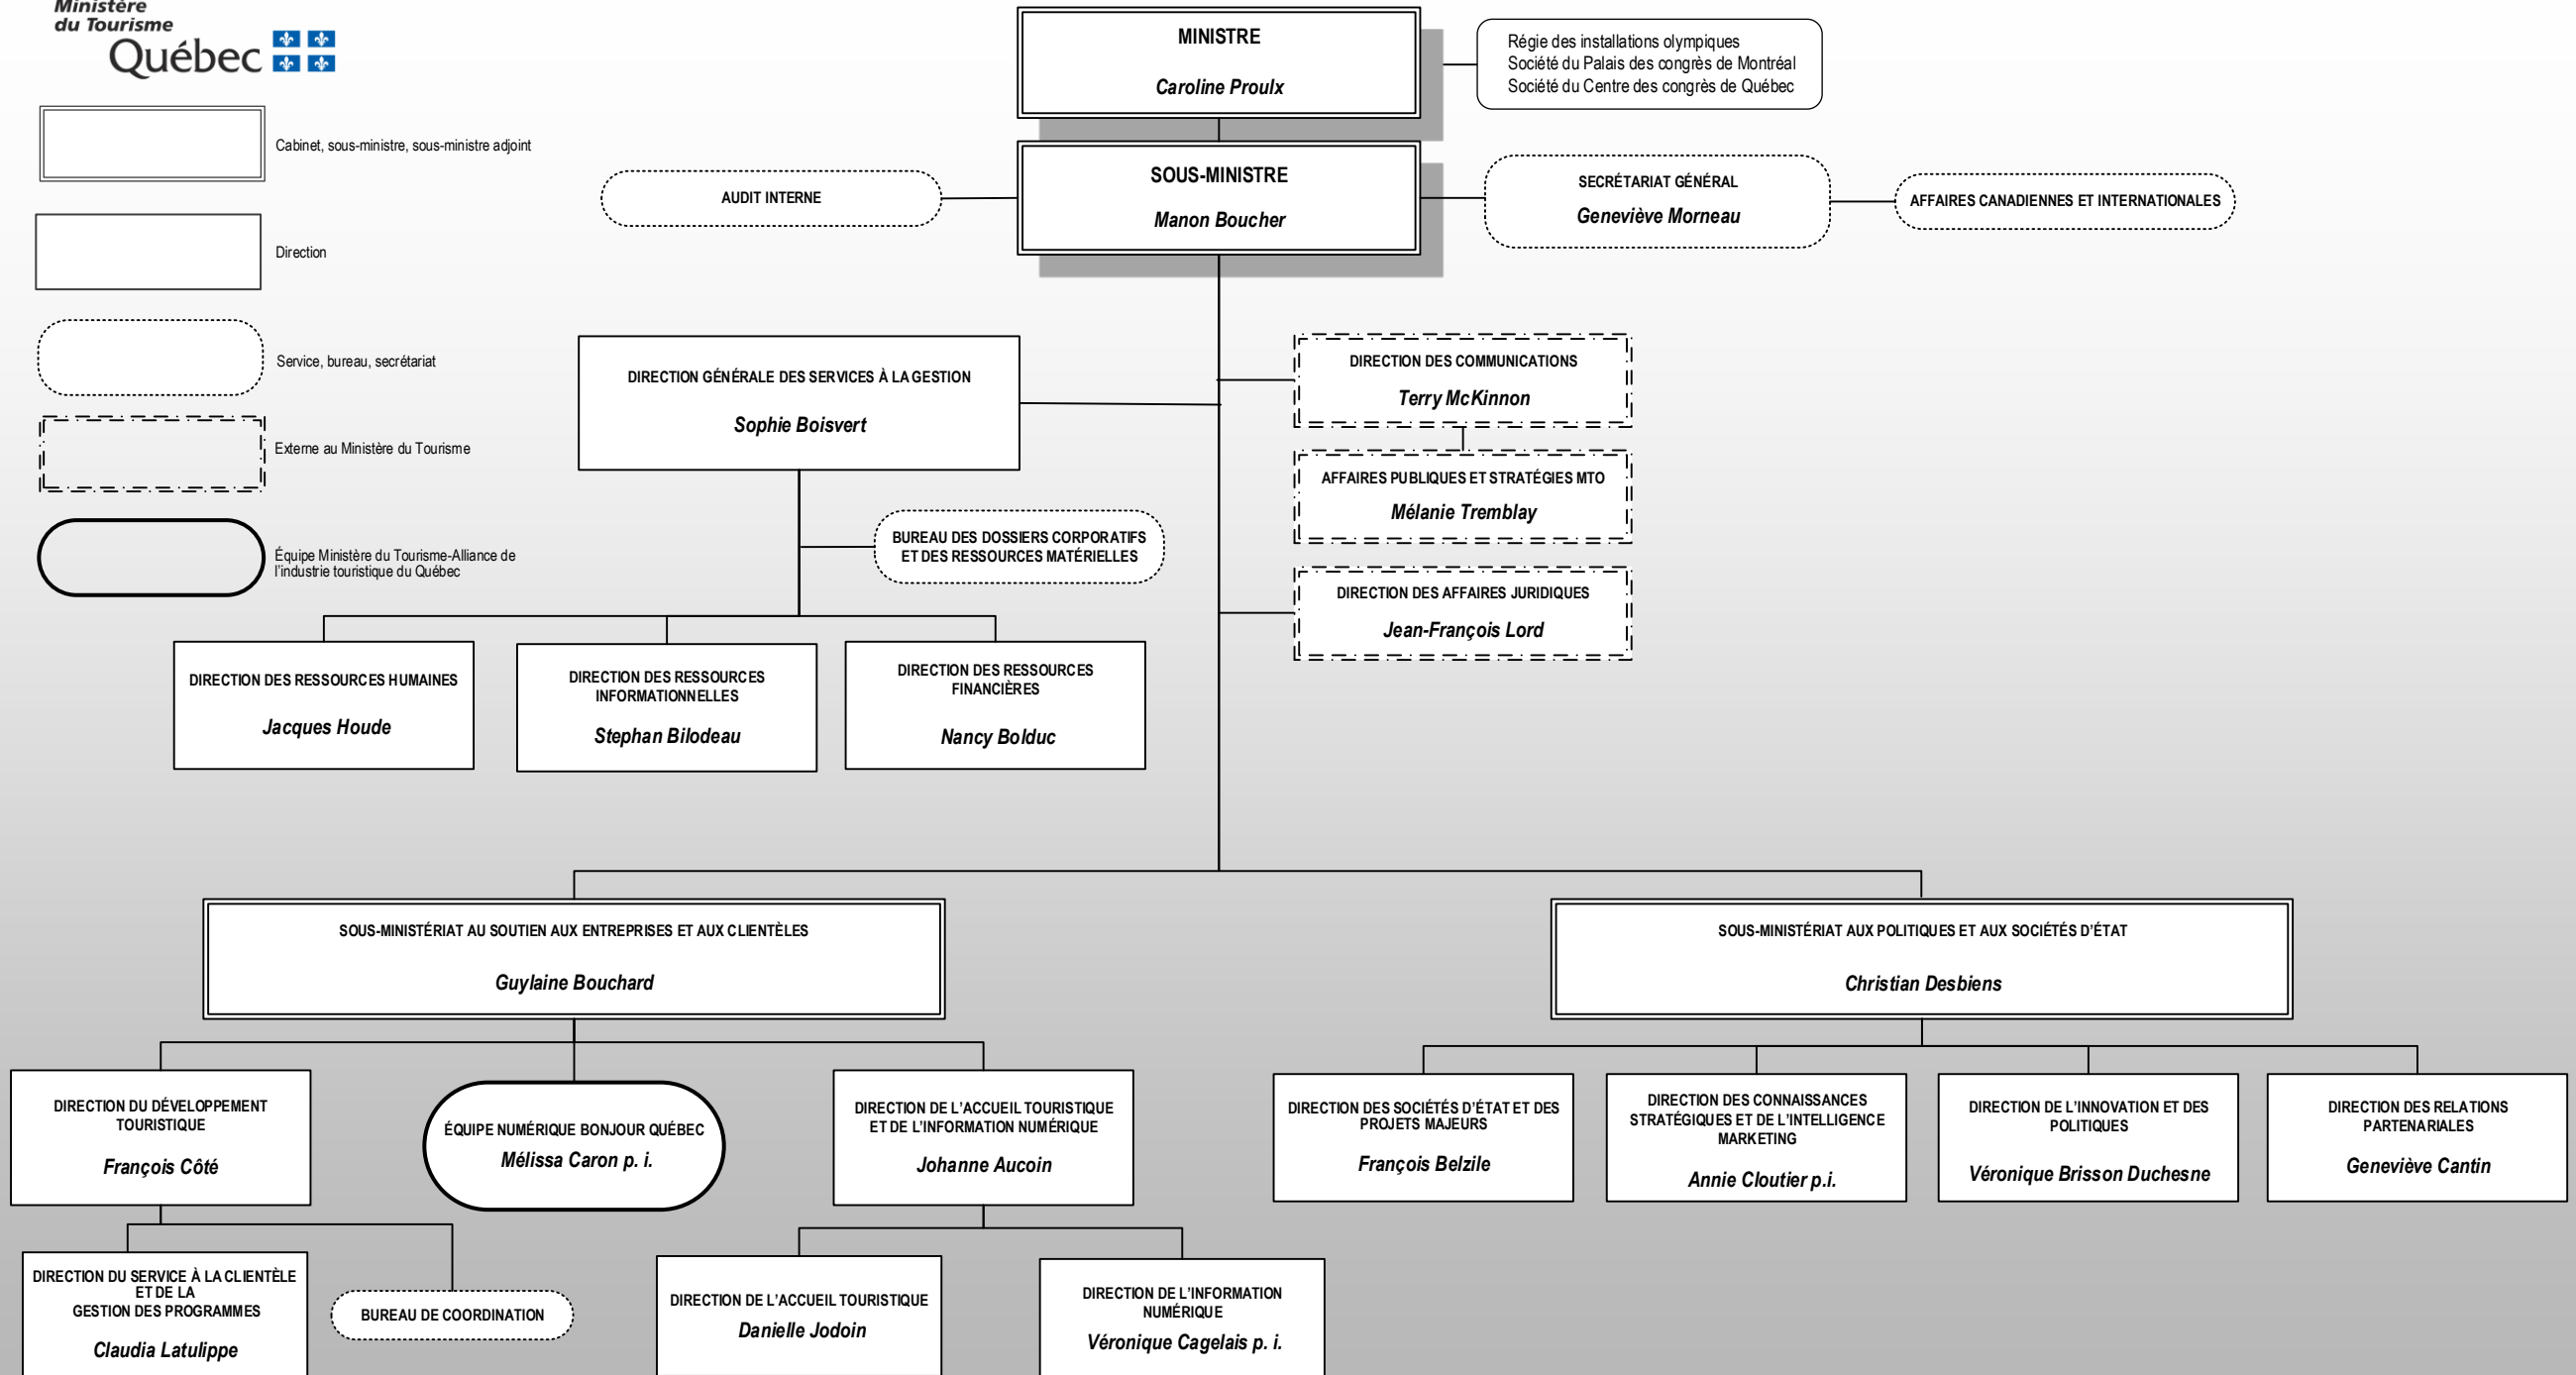 Ministère
du Tourisme
Québec
MINISTRE
Caroline Proulx
Régie des installations olympiques
Société du Palais des congrès de Montréal
Société du Centre des congrès de Québec
Cabinet, sous-ministre, sous-ministre adjoint
Direction
Service, bureau, secrétariat
Externe au Ministère du Tourisme
Équipe Ministère du Tourisme-Alliance de
l'industrie touristique du Québec
AUDIT INTERNE
SOUS-MINISTRE
Manon Boucher
SECRÉTARIAT GÉNÉRAL
Geneviève Morneau
AFFAIRES CANADIENNES ET INTERNATIONALES
DIRECTION GÉNÉRALE DES SERVICES À LA GESTION
Sophie Boisvert
DIRECTION DES COMMUNICATIONS
Terry McKinnon
AFFAIRES PUBLIQUES ET STRATÉGIES MTO
Mélanie Tremblay
DIRECTION DES AFFAIRES JURIDIQUES
Jean-François Lord
BUREAU DES DOSSIERS CORPORATIFS
ET DES RESSOURCES MATÉRIELLES
DIRECTION DES RESSOURCES HUMAINES
Jacques Houde
DIRECTION DES RESSOURCES
INFORMATIONNELLES
Stephan Bilodeau
DIRECTION DES RESSOURCES
FINANCIÈRES
Nancy Bolduc
SOUS-MINISTÉRIAT AU SOUTIEN AUX ENTREPRISES ET AUX CLIENTÈLES
Guylaine Bouchard
SOUS-MINISTÉRIAT AUX POLITIQUES ET AUX SOCIÉTÉS D'ÉTAT
Christian Desbiens
DIRECTION DU DÉVELOPPEMENT
TOURISTIQUE
François Côté
ÉQUIPE NUMÉRIQUE BONJOUR QUÉBEC
Mélissa Caron p. i.
DIRECTION DE L'ACCUEIL TOURISTIQUE
ET DE L'INFORMATION NUMÉRIQUE
Johanne Aucoin
DIRECTION DES SOCIÉTÉS D'ÉTAT ET DES
PROJETS MAJEURS
François Belzile
DIRECTION DES CONNAISSANCES
STRATÉGIQUES ET DE L'INTELLIGENCE
MARKETING
Annie Cloutier p.i.
DIRECTION DE L'INNOVATION ET DES
POLITIQUES
Véronique Brisson Duchesne
DIRECTION DES RELATIONS
PARTENARIALES
Geneviève Cantin
DIRECTION DU SERVICE À LA CLIENTÈLE
ET DE LA
GESTION DES PROGRAMMES
Claudia Latulippe
BUREAU DE COORDINATION
DIRECTION DE L'ACCUEIL TOURISTIQUE
Danielle Jodoin
DIRECTION DE L'INFORMATION
NUMÉRIQUE
Véronique Cagelais p. i.